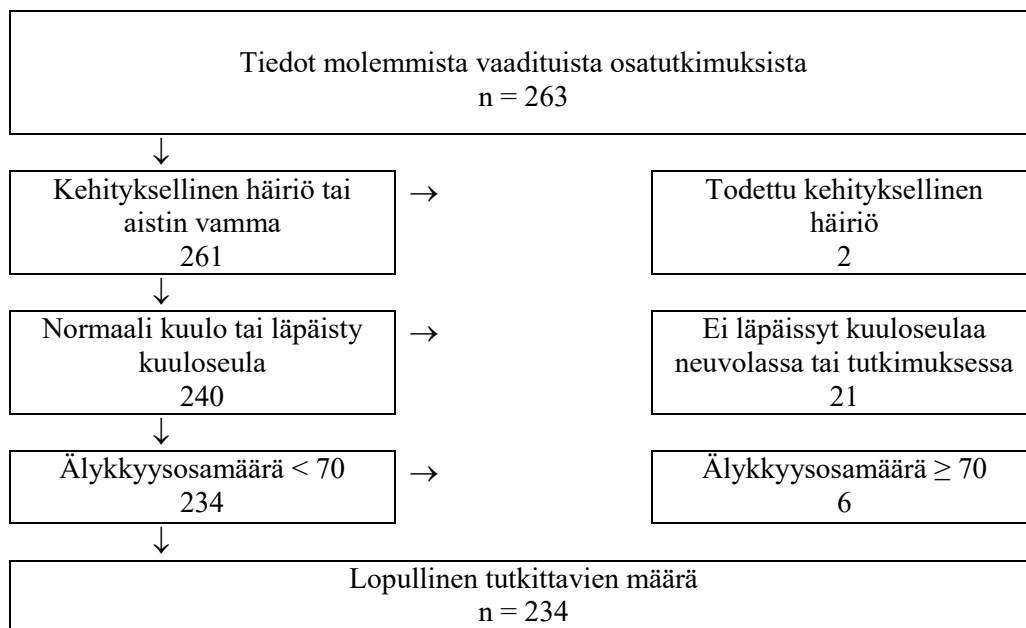 Tiedot molemmista vaadituista osatutkimuksista
n = 263
↓
Kehityksellinen häiriö tai
aistin vamma
261
→
Todettu kehityksellinen
häiriö
2
↓
Normaali kuulo tai läpäisty
kuuloseula
240
→
Ei läpäissyt kuuloseulaa
neuvolassa tai tutkimuksessa
21
↓
Älykkyysosamäärä < 70
234
→
Älykkyysosamäärä ≥ 70
6
↓
Lopullinen tutkittavien määrä
n = 234